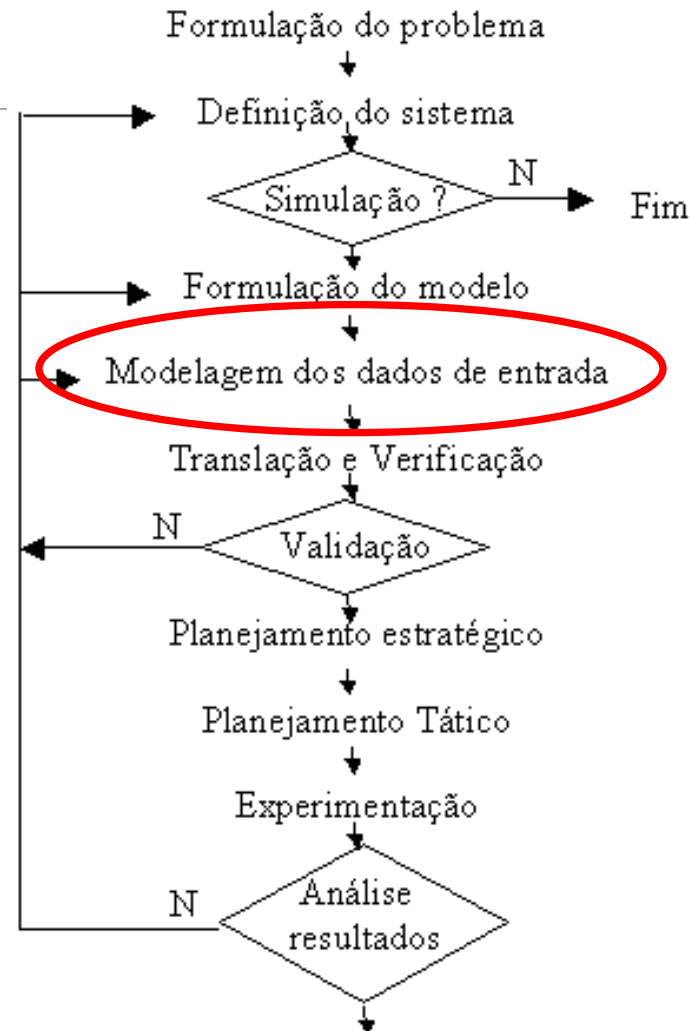 Formulação do problema
Definição do sistema
Simulação ?
N
Fim
Formulação do modelo
Modelagem dos dados de entrada
Translação e Verificação
N
Validação
Planejamento estratégico
Planejamento Tático
Experimentação
N
Análise
resultados